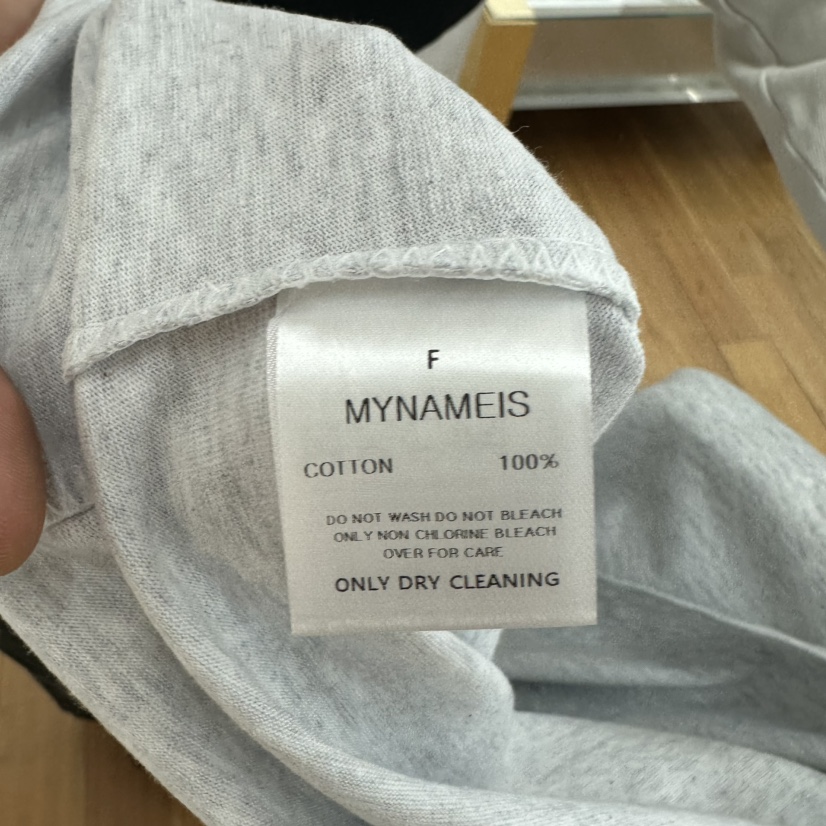 F
MYNAMEIS
COTTON 100%
DO NOT WASH DO NOT BLEACH
ONLY NON CHLORINE BLEACH
OVER FOR CARE
ONLY DRY CLEANING